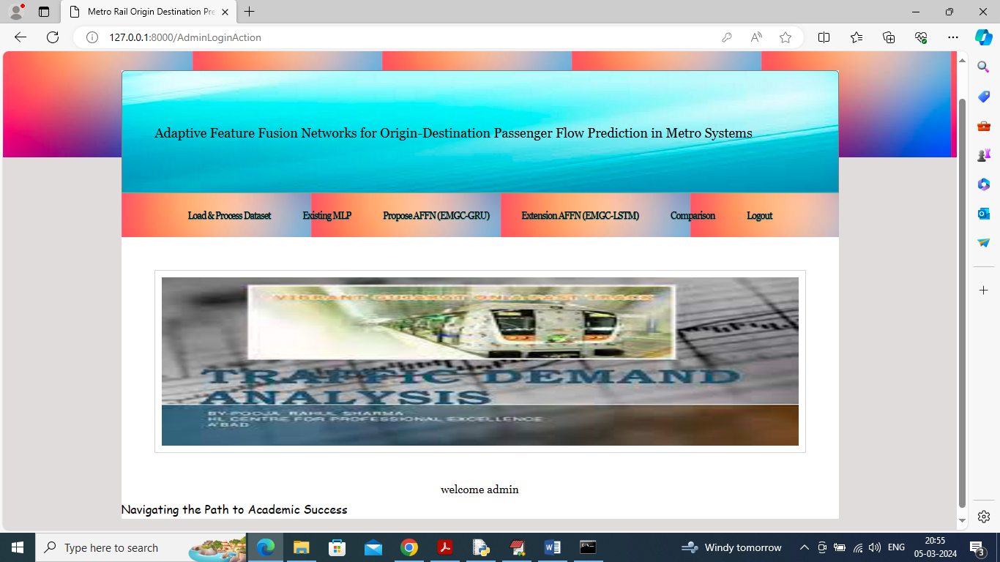 Metro Rail Origin Destination Pre
127.0.0.1:8000/AdminLoginAction
Adaptive Feature Fusion Networks for Origin-Destination Passenger Flow Prediction in Metro Systems
Load & Process Dataset Existing MLP Propose AFFN (EMGC-GRU) Extension AFFN (EMGC-LSTM) Comparison Logout
VIBRANT GUJARAT ON A FAST TRACK
TRAFFIC DEMAND
ANALYSIS
BY-POOJA RAHUL SHARMA
HL CENTRE FOR PROFESSIONAL EXCELLENCE
A'BAD
welcome admin
Navigating the Path to Academic Success
Type here to search
Windy tomorrow
ENG
20:55
05-03-2024
3